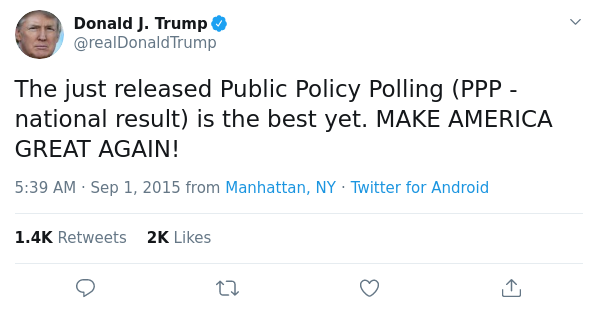 Donald J. Trump
@realDonaldTrump
The just released Public Policy Polling (PPP -
national result) is the best yet. MAKE AMERICA
GREAT AGAIN!
5:39 AM · Sep 1, 2015 from Manhattan, NY · Twitter for Android
1.4K Retweets 2K Likes